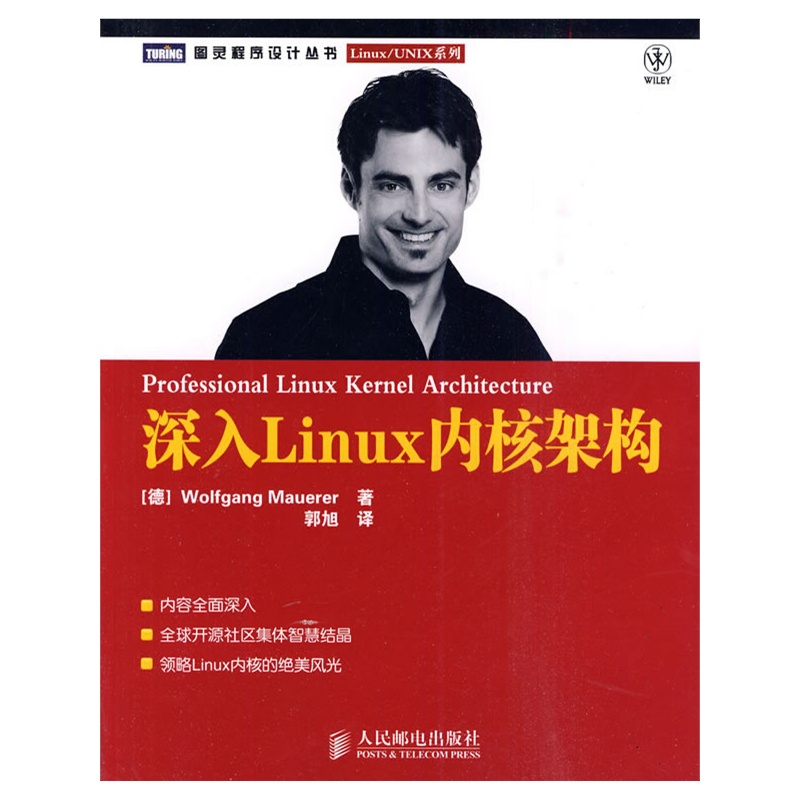 TURING 图灵程序设计丛书 Linux/UNIX系列
WILEY
Professional Linux Kernel Architecture
深入Linux内核架构
[德] Wolfgang Mauerer 著
郭旭 译
内容全面深入
全球开源社区集体智慧结晶
领略Linux内核的绝美风光
人民邮电出版社
POSTS & TELECOM PRESS